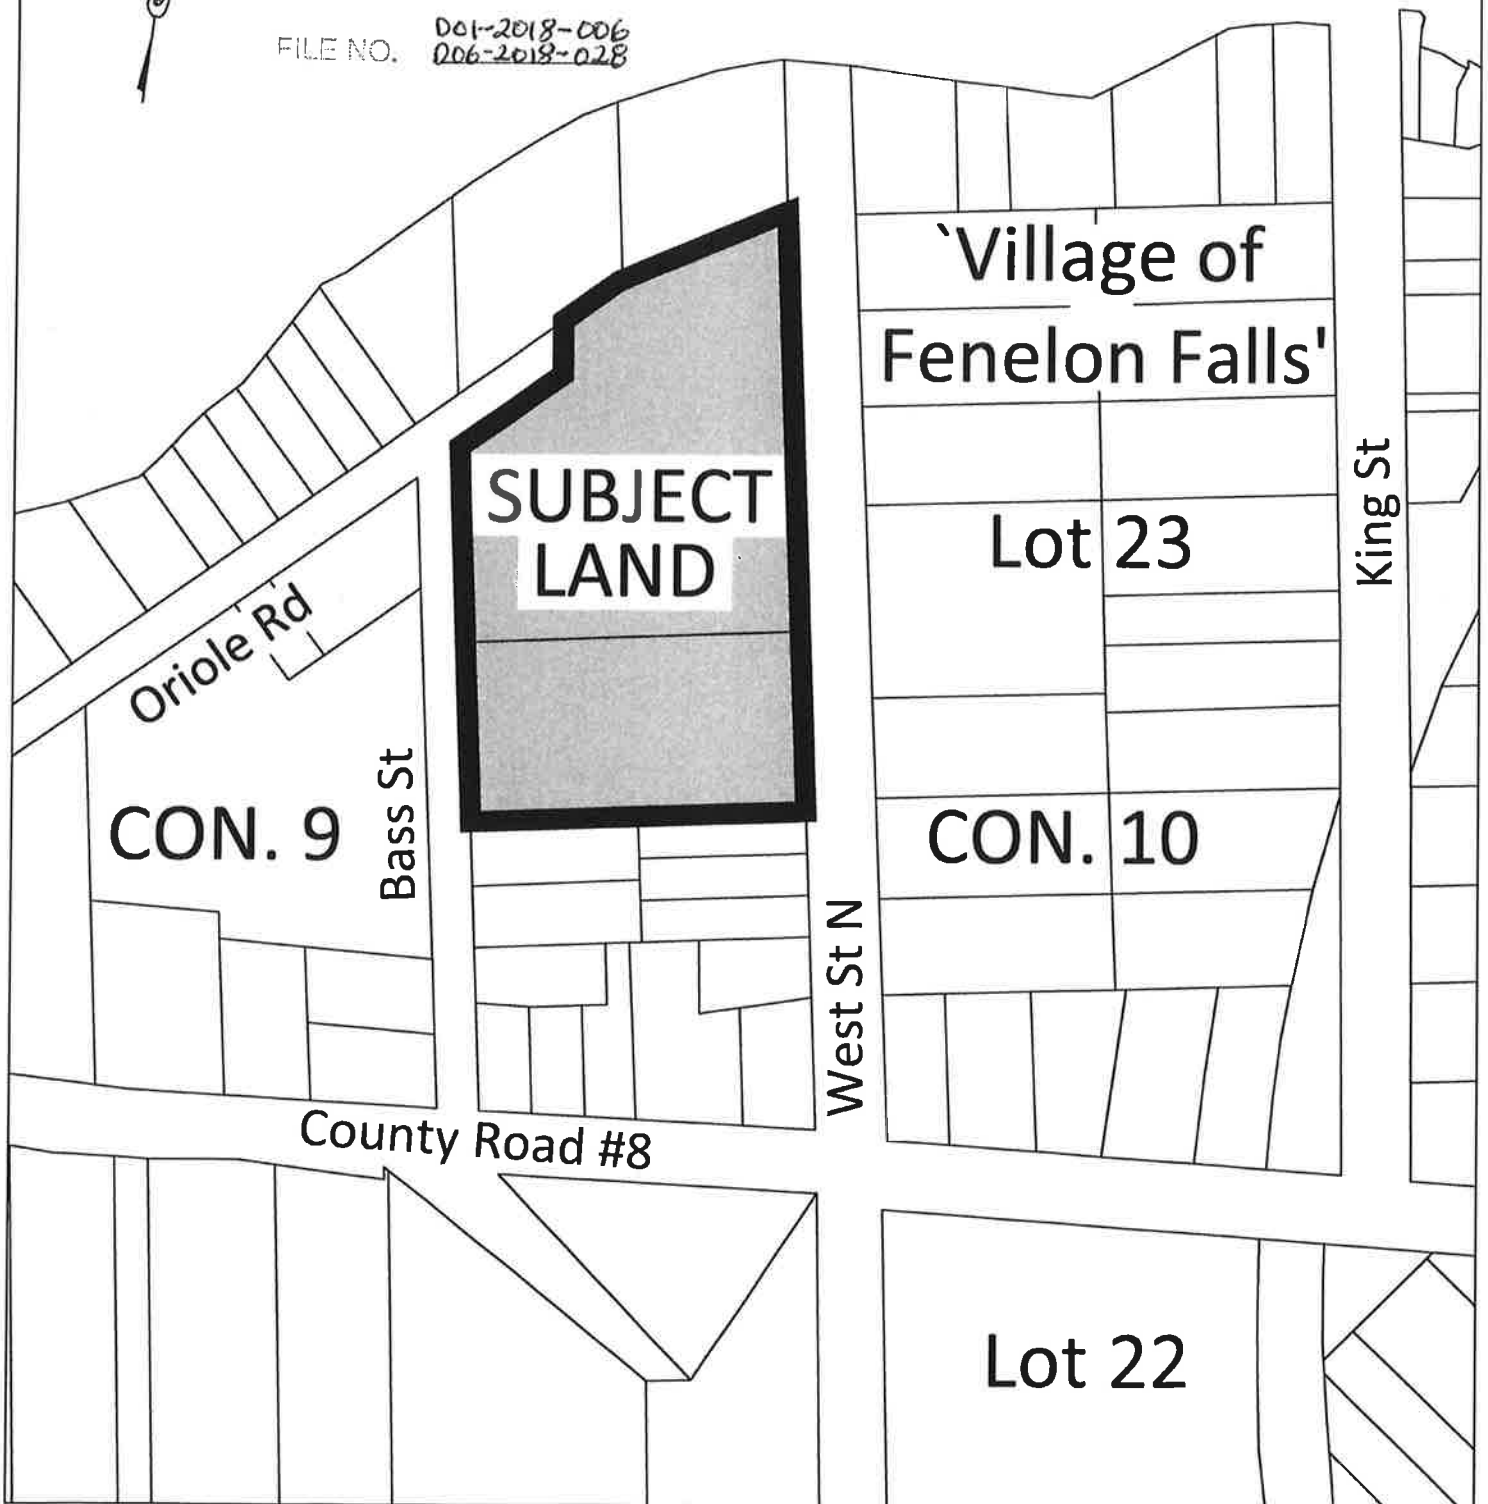 FILE NO. D01-2018-006
D06-2018-028
`Village of
Fenelon Falls'
SUBJECT
LAND
Lot 23
King St
Oriole Rd
Bass St
CON. 9
CON. 10
West St N
County Road #8
Lot 22